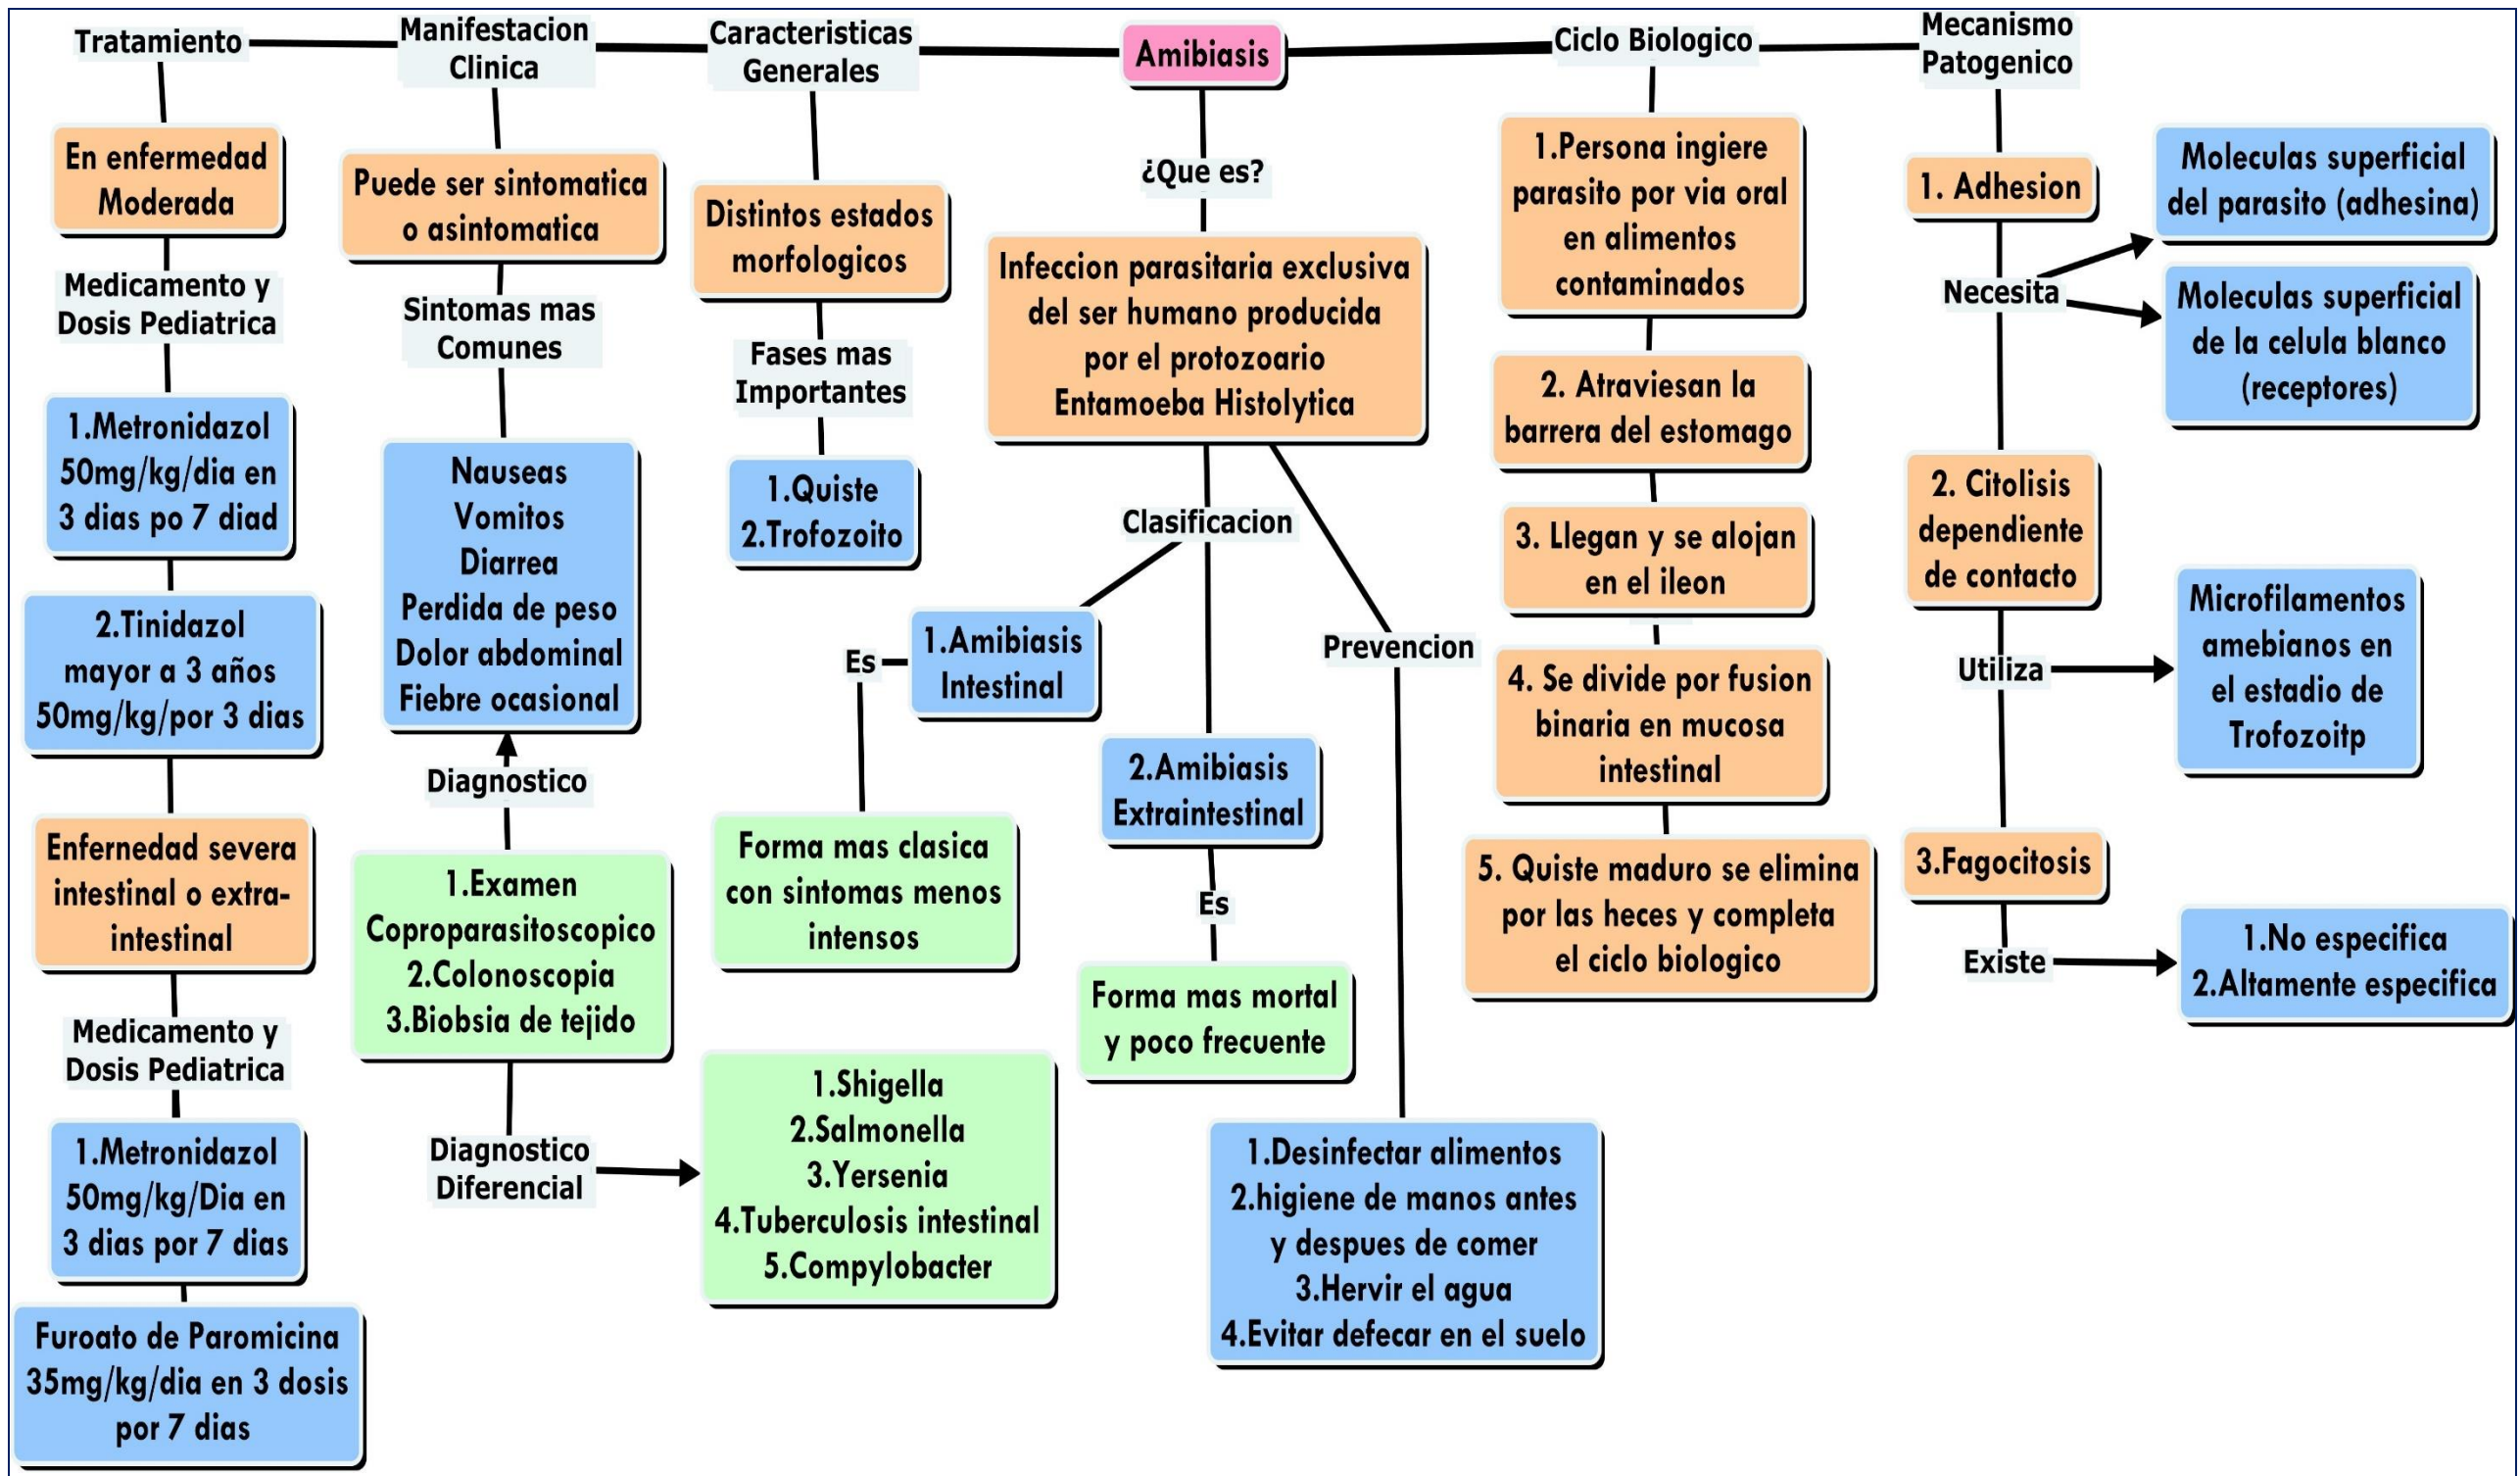 Tratamiento
En enfermedad
Moderada
Medicamento y
Dosis Pediatrica
1.Metronidazol
50mg/kg/dia en
3 dias po 7 diad
2.Tinidazol
mayor a 3 años
50mg/kg/por 3 dias
Enfernedad severa
intestinal o extra-
intestinal
Medicamento y
Dosis Pediatrica
1.Metronidazol
50mg/kg/Dia en
3 dias por 7 dias
Furoato de Paromicina
35mg/kg/dia en 3 dosis
por 7 dias
Manifestacion
Clinica
Puede ser sintomatica
o asintomatica
Sintomas mas
Comunes
Nauseas
Vomitos
Diarrea
Perdida de peso
Dolor abdominal
Fiebre ocasional
Diagnostico
1.Examen
Coproparasitoscopico
2.Colonoscopia
3.Biobsia de tejido
Diagnostico
Diferencial
1.Shigella
2.Salmonella
3.Yersenia
4.Tuberculosis intestinal
5.Compylobacter
Caracteristicas
Generales
Distintos estados
morfologicos
Fases mas
Importantes
1.Quiste
2.Trofozoito
Amibiasis
¿Que es?
Infeccion parasitaria exclusiva
del ser humano producida
por el protozoario
Entamoeba Histolytica
Clasificacion
1.Amibiasis
Intestinal
Es
Forma mas clasica
con sintomas menos
intensos
2.Amibiasis
Extraintestinal
Es
Forma mas mortal
y poco frecuente
Prevencion
1.Desinfectar alimentos
2.higiene de manos antes
y despues de comer
3.Hervir el agua
4.Evitar defecar en el suelo
Ciclo Biologico
1.Persona ingiere
parasito por via oral
en alimentos
contaminados
2. Atraviesan la
barrera del estomago
3. Llegan y se alojan
en el ileon
4. Se divide por fusion
binaria en mucosa
intestinal
5. Quiste maduro se elimina
por las heces y completa
el ciclo biologico
Mecanismo
Patogenico
1. Adhesion
Necesita
Moleculas superficial
del parasito (adhesina)
Moleculas superficial
de la celula blanco
(receptores)
2. Citolisis
dependiente
de contacto
Utiliza
Microfilamentos
amebianos en
el estadio de
Trofozoitp
3.Fagocitosis
Existe
1.No especifica
2.Altamente especifica